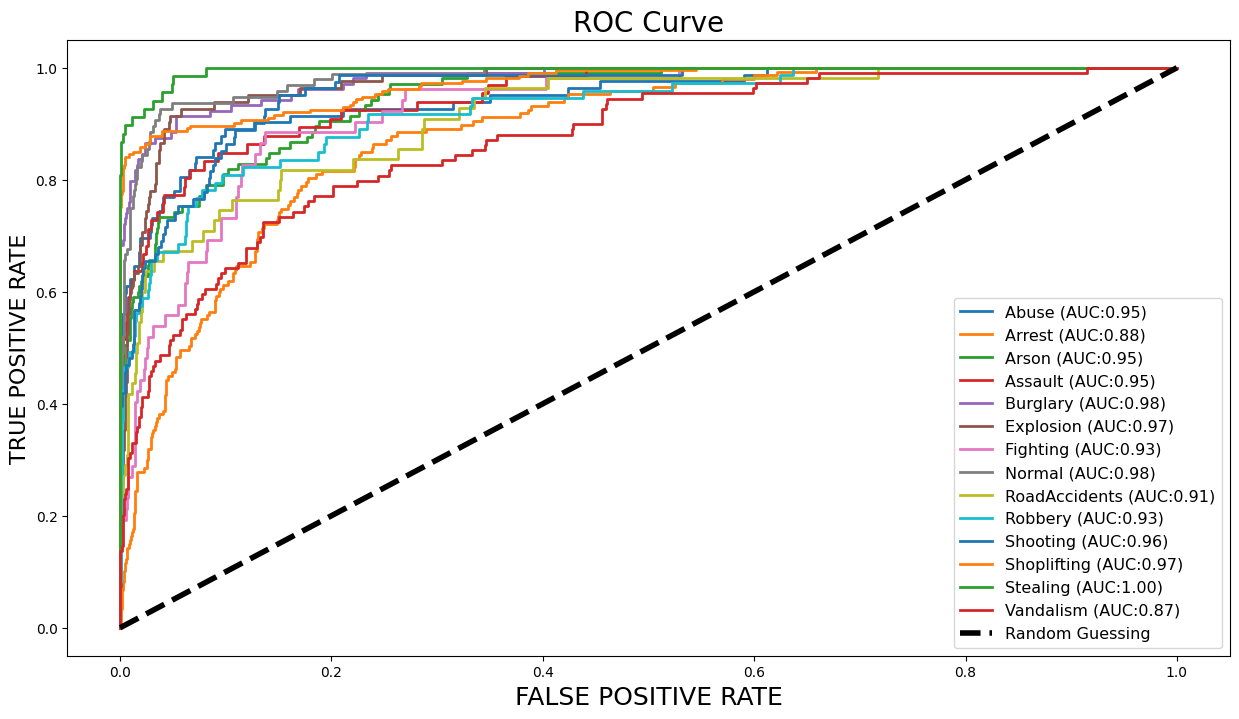 ROC Curve
TRUE POSITIVE RATE
1.0
0.8
0.6
0.4
0.2
0.0
0.0 0.2 0.4 0.6 0.8 1.0
FALSE POSITIVE RATE
Abuse (AUC:0.95)
Arrest (AUC:0.88)
Arson (AUC:0.95)
Assault (AUC:0.95)
Burglary (AUC:0.98)
Explosion (AUC:0.97)
Fighting (AUC:0.93)
Normal (AUC:0.98)
RoadAccidents (AUC:0.91)
Robbery (AUC:0.93)
Shooting (AUC:0.96)
Shoplifting (AUC:0.97)
Stealing (AUC:1.00)
Vandalism (AUC:0.87)
Random Guessing